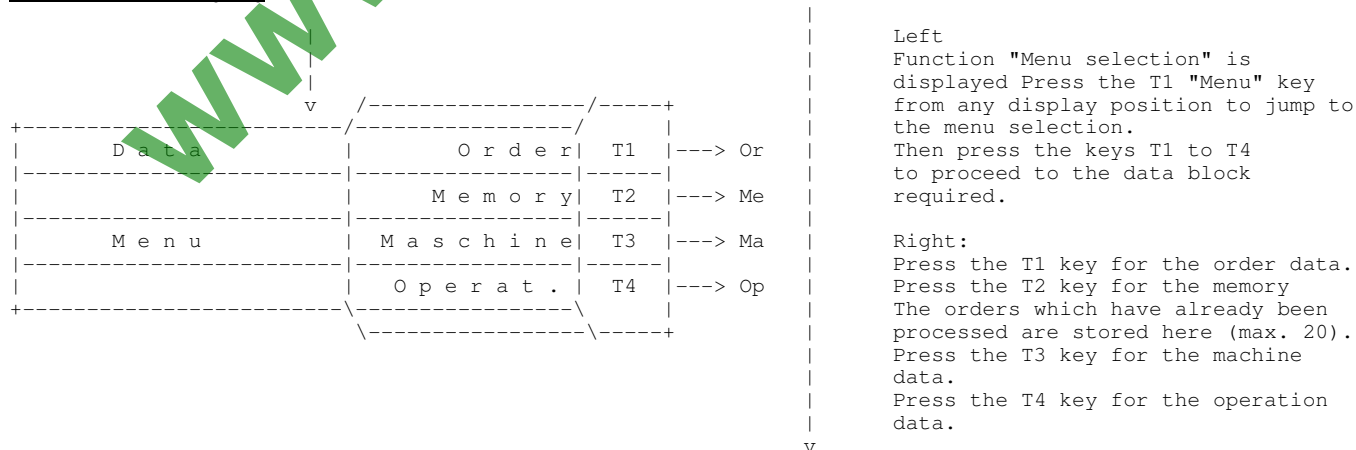 WW
v
Data Order T1 ---> Or
Memory T2 ---> Me
Menu Maschine T3 ---> Ma
Operat. T4 ---> Op
Left
Function "Menu selection" is
displayed Press the T1 "Menu" key
from any display position to jump to
the menu selection.
Then press the keys T1 to T4
to proceed to the data block
required.
Right:
Press the T1 key for the order data.
Press the T2 key for the memory
The orders which have already been
processed are stored here (max. 20).
Press the T3 key for the machine
data.
Press the T4 key for the operation
data.
v